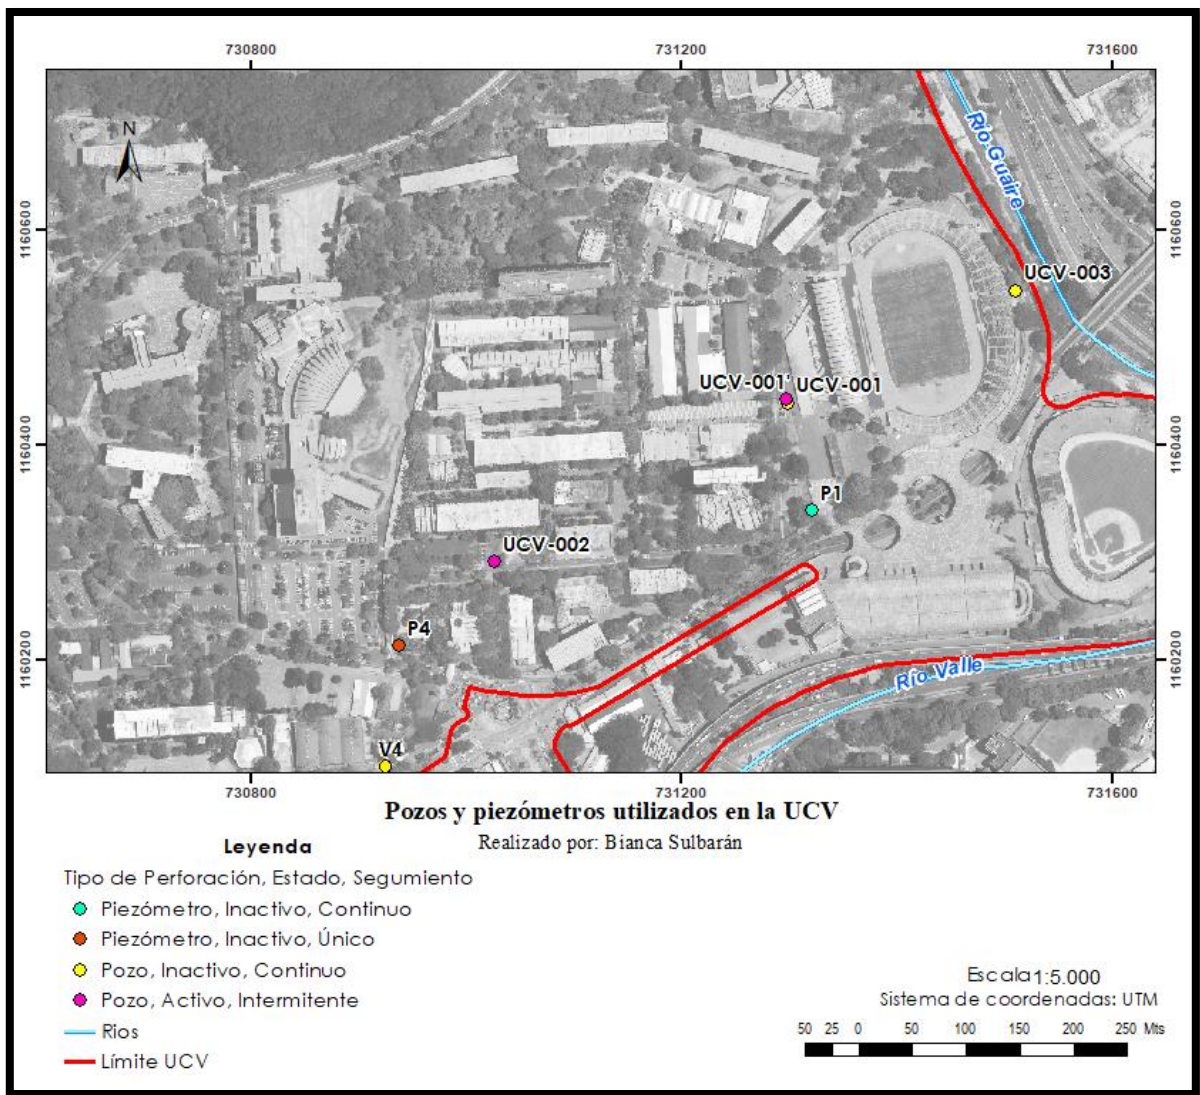 730800 731200 731600
N
Río Guaire
1160600 1160600
UCV-003
UCV-001' UCV-001
1160400 1160400
P1
UCV-002
P4
1160200 1160200
Río Valle
V4
730800 731200 731600
Pozos y piezómetros utilizados en la UCV
Realizado por: Bianca Sulbarán
Leyenda
Tipo de Perforación, Estado, Segumiento
Piezómetro, Inactivo, Continuo
Piezómetro, Inactivo, Único
Pozo, Inactivo, Continuo
Pozo, Activo, Intermitente
Rios
Límite UCV
Escala 1:5.000
Sistema de coordenadas: UTM
50 25 0 50 100 150 200 250 Mts